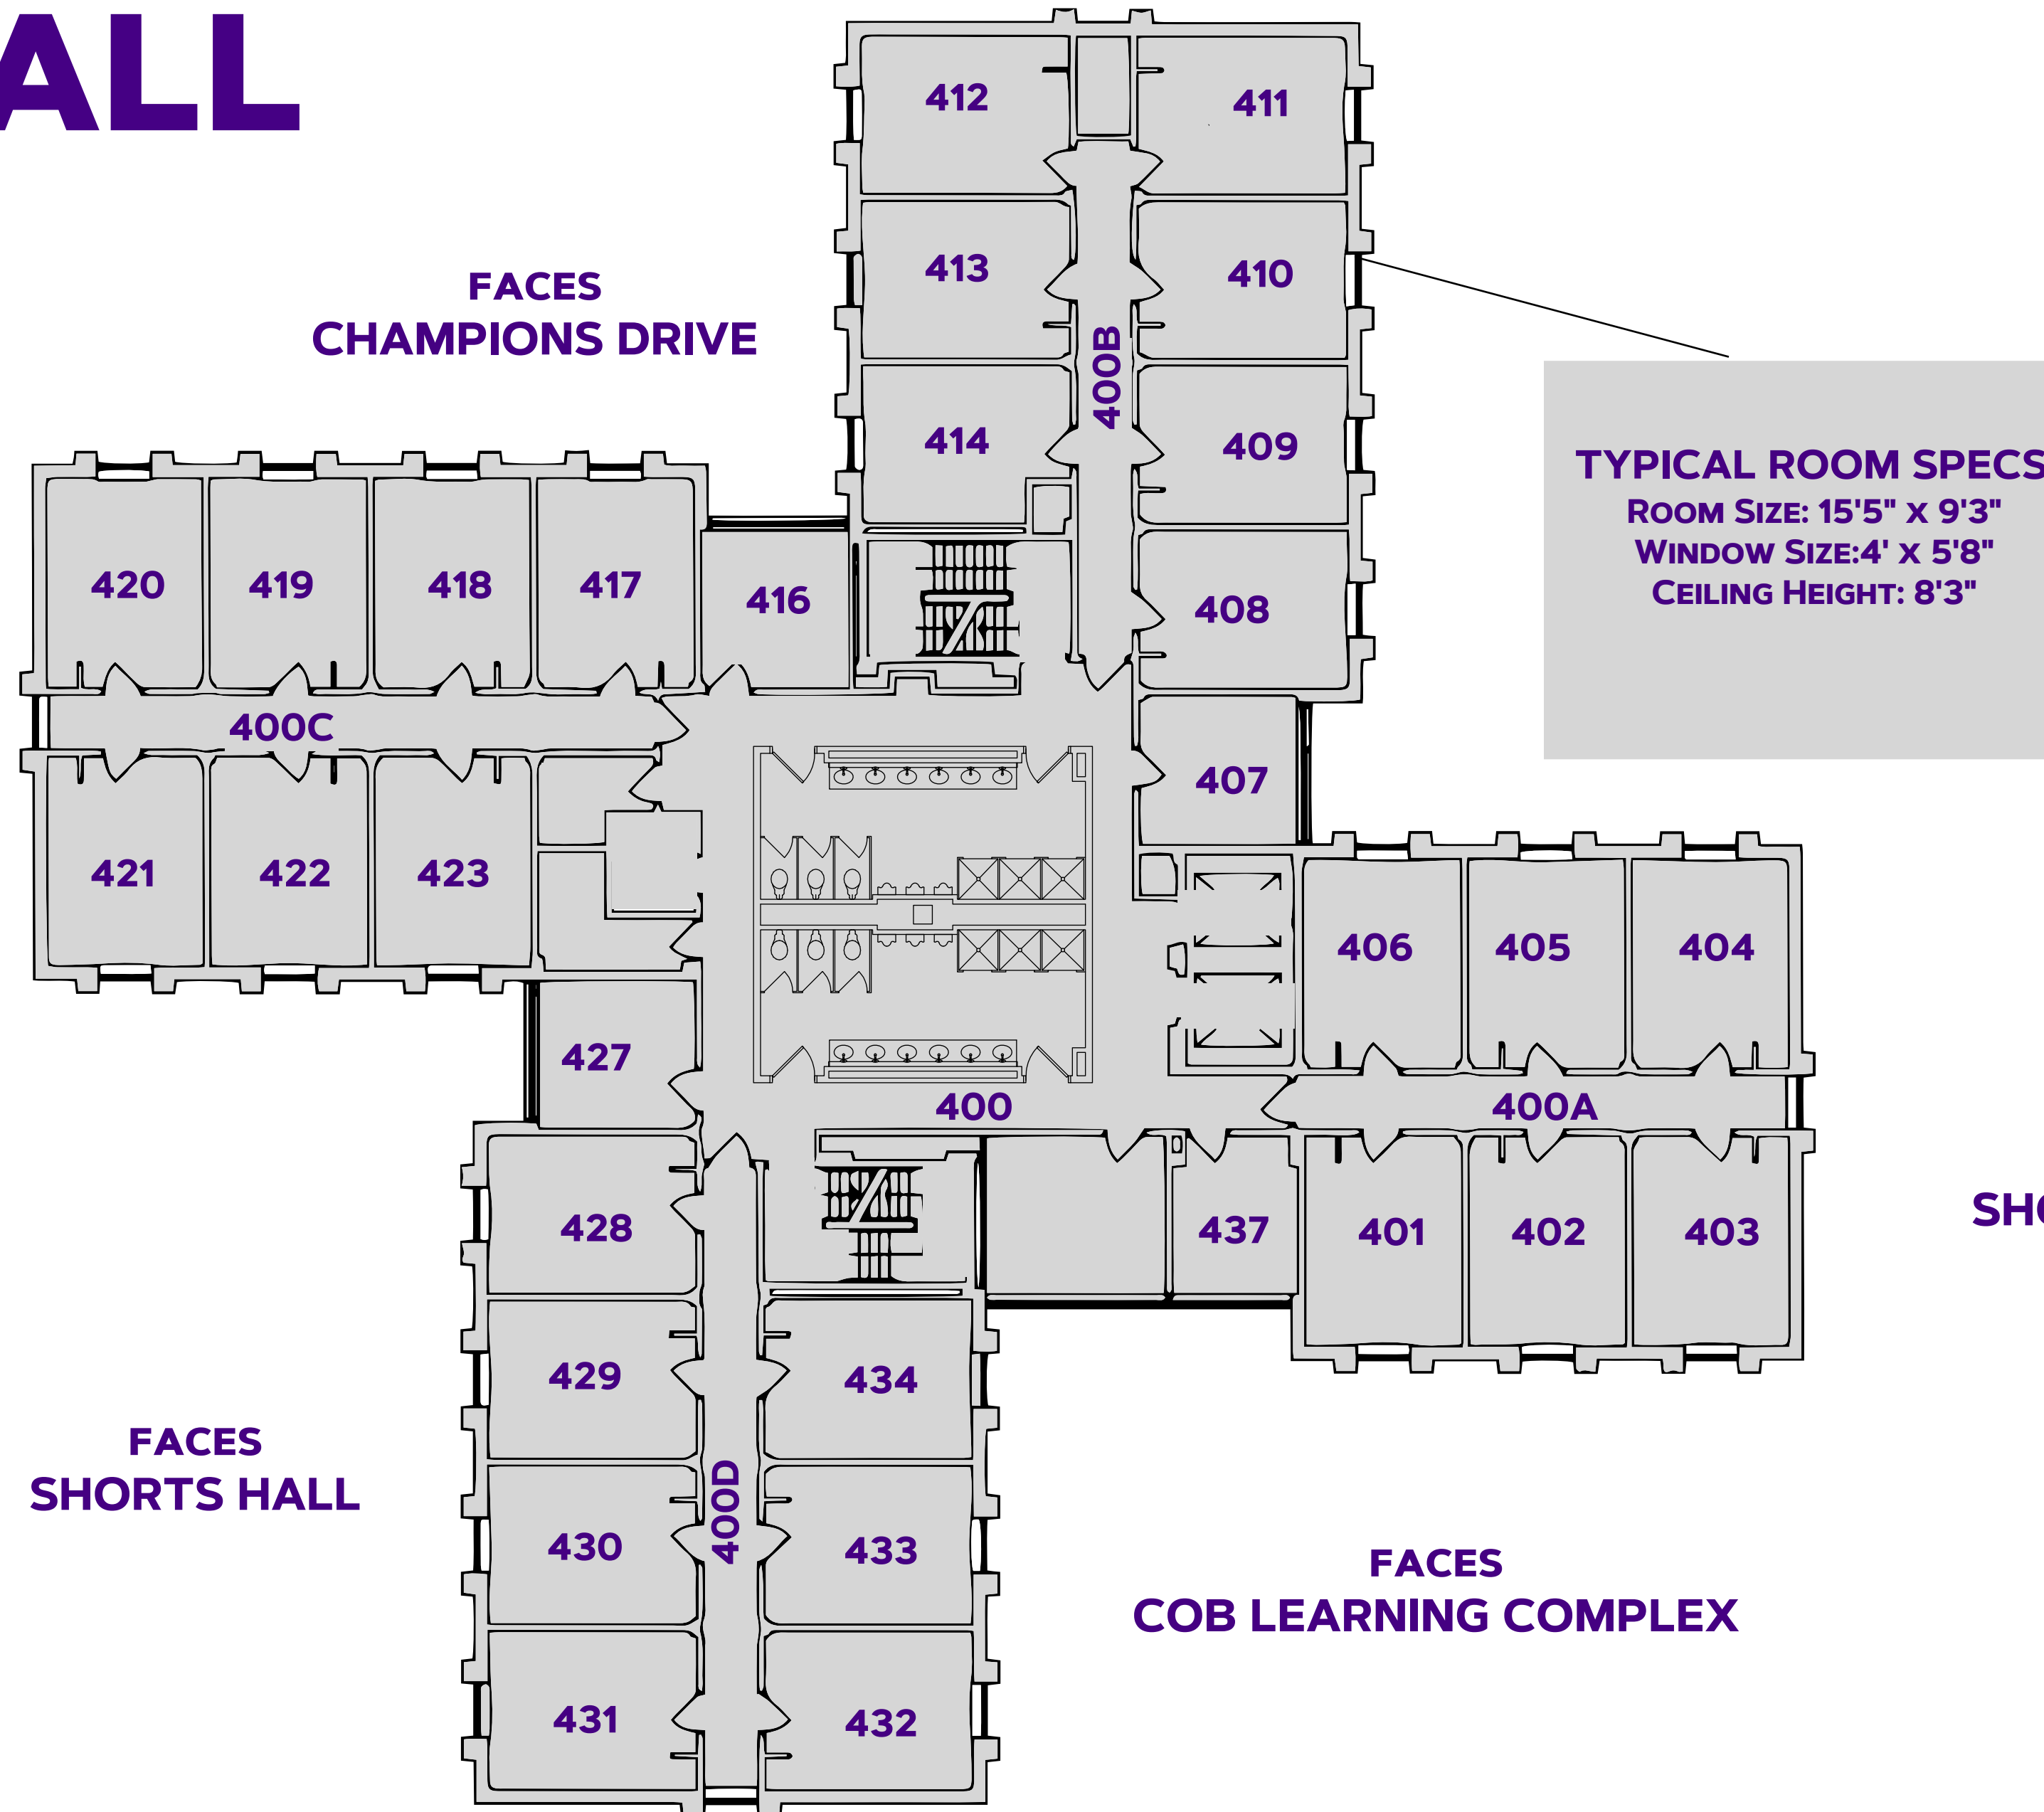 ALL
412
411
413
410
FACES
CHAMPIONS DRIVE
400B
414
409
TYPICAL ROOM SPECS
ROOM SIZE: 15'5" X 9'3"
WINDOW SIZE:4' X 5'8"
CEILING HEIGHT: 8'3"
420
419
418
417
416
408
400C
407
421
422
423
406
405
404
427
400
400A
428
437
401
402
403
SHO
429
434
FACES
SHORTS HALL
400D
430
433
FACES
COB LEARNING COMPLEX
431
432